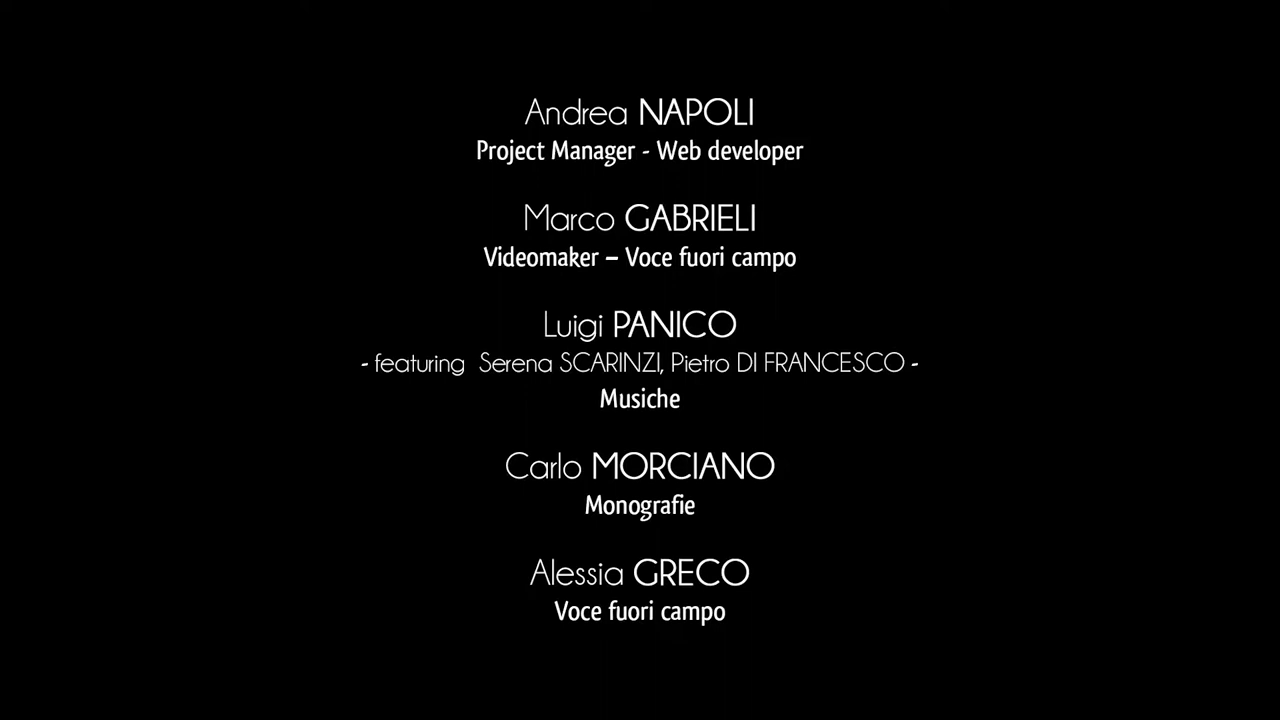 Andrea NAPOLI
Project Manager - Web developer
Marco GABRIELI
Videomaker – Voce fuori campo
Luigi PANICO
- featuring Serena SCARINZI, Pietro DI FRANCESCO -
Musiche
Carlo MORCIANO
Monografie
Alessia GRECO
Voce fuori campo